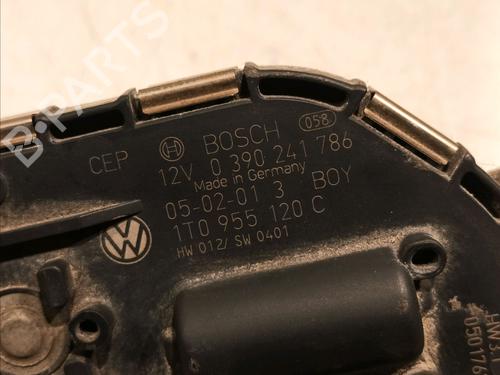 B-PARTS
CEP BOSCH 058
12V 0 390 241 786
Made in Germany
05-02-01 3 BOY
1T0 955 120 C
HW 012/ SW 0401